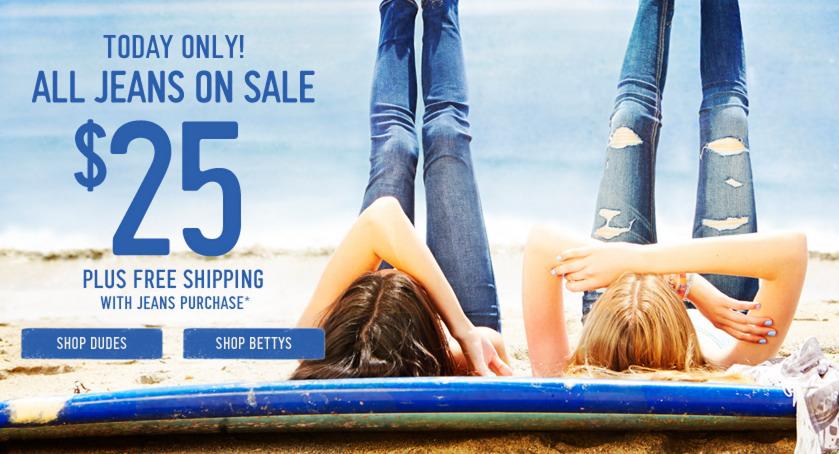 TODAY ONLY!
ALL JEANS ON SALE
$25
PLUS FREE SHIPPING
WITH JEANS PURCHASE*
SHOP DUDES
SHOP BETTYS